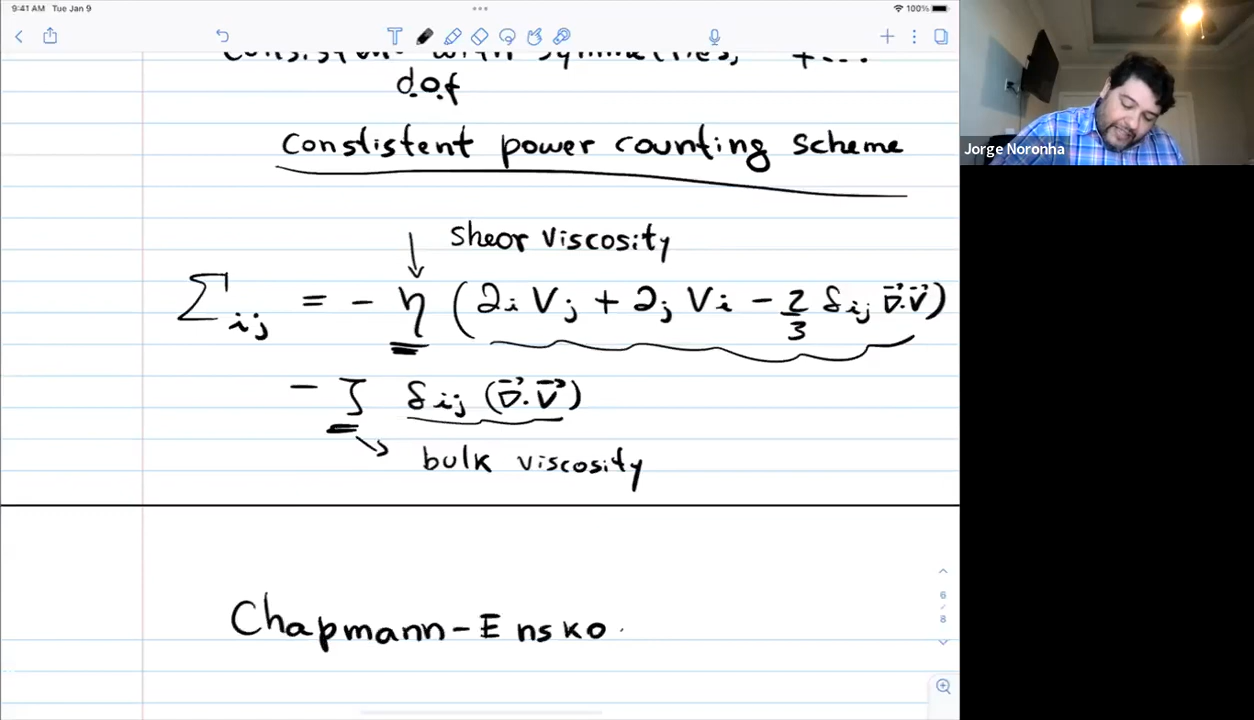 9:41 AM Tue Jan 9
100%
d.o.f
+...
Constistent power counting scheme
shear viscosity
Σij = - η (∂i Vj + ∂j Vi - 2/3 δij ∇⃗.V⃗)
- ζ δij (∇⃗.V⃗)
bulk viscosity
Chapmann-Ensko
6
8
Jorge Noronha